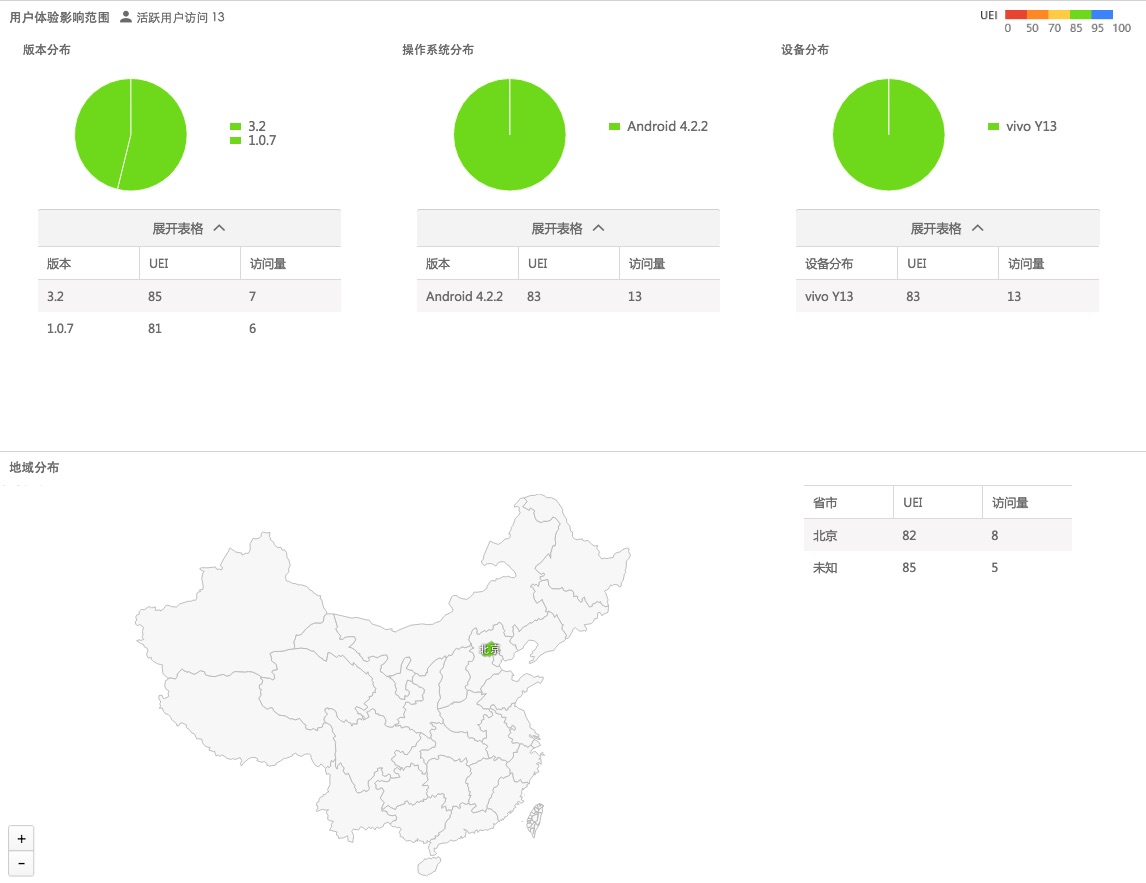 用户体验影响范围 活跃用户访问 13
UEI
0 50 70 85 95 100
版本分布
3.2
1.0.7
展开表格
版本 UEI 访问量
3.2 85 7
1.0.7 81 6
操作系统分布
Android 4.2.2
展开表格
版本 UEI 访问量
Android 4.2.2 83 13
设备分布
vivo Y13
展开表格
设备分布 UEI 访问量
vivo Y13 83 13
地域分布
北京
+
−
省市 UEI 访问量
北京 82 8
未知 85 5